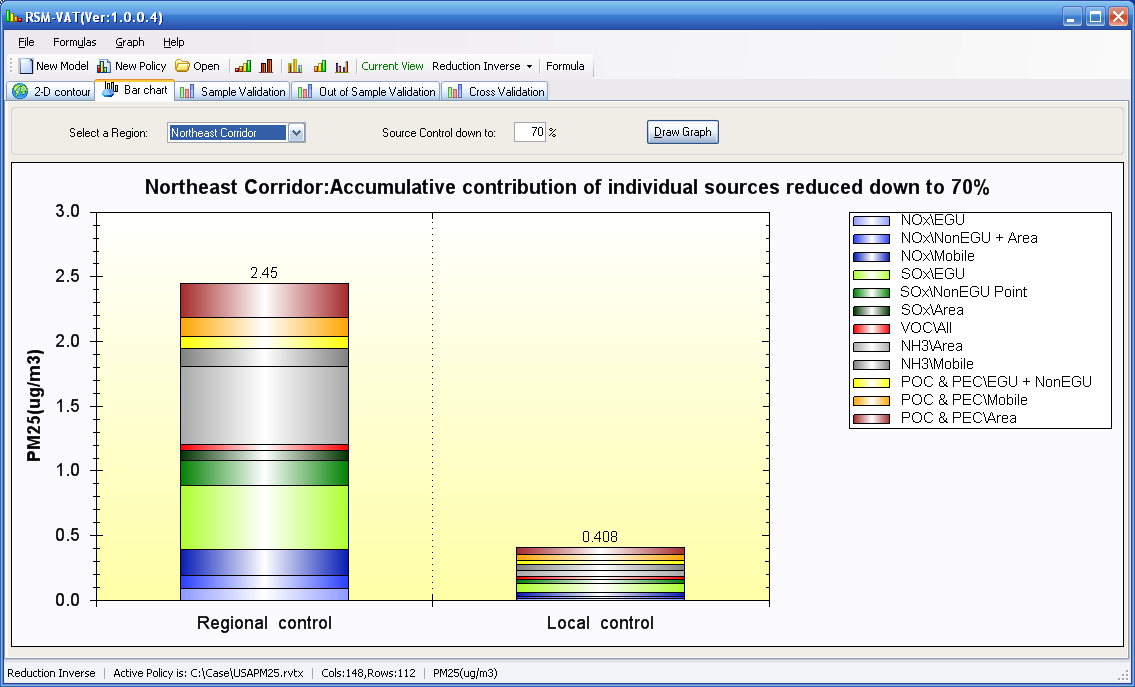 RSM-VAT(Ver:1.0.0.4)
File Formulas Graph Help
New Model New Policy Open Current View Reduction Inverse Formula
2-D contour Bar chart Sample Validation Out of Sample Validation Cross Validation
Select a Region: Northeast Corridor Source Control down to: 70 % Draw Graph
Northeast Corridor:Accumulative contribution of individual sources reduced down to 70%
PM25(ug/m3)
3.0
2.5
2.0
1.5
1.0
0.5
0.0
2.45
0.408
Regional control
Local control
NOx\EGU
NOx\NonEGU + Area
NOx\Mobile
SOx\EGU
SOx\NonEGU Point
SOx\Area
VOC\All
NH3\Area
NH3\Mobile
POC & PEC\EGU + NonEGU
POC & PEC\Mobile
POC & PEC\Area
Reduction Inverse Active Policy is: C:\Case\USAPM25.rvtx Cols:148,Rows:112 PM25(ug/m3)